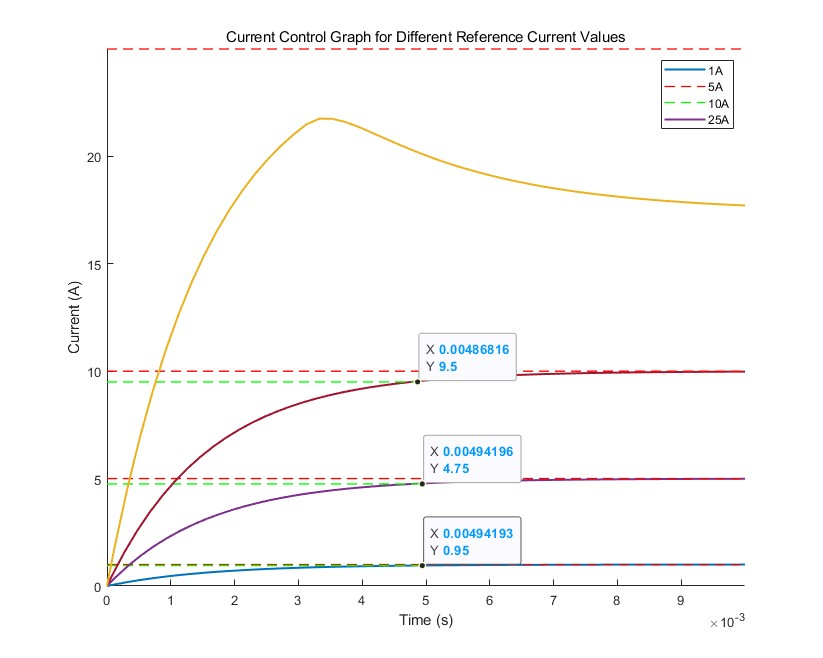 Current Control Graph for Different Reference Current Values
1A
5A
10A
25A
20
15
10
5
0
Current (A)
X 0.00486816
Y 9.5
X 0.00494196
Y 4.75
X 0.00494193
Y 0.95
0 1 2 3 4 5 6 7 8 9
Time (s)
×10-3